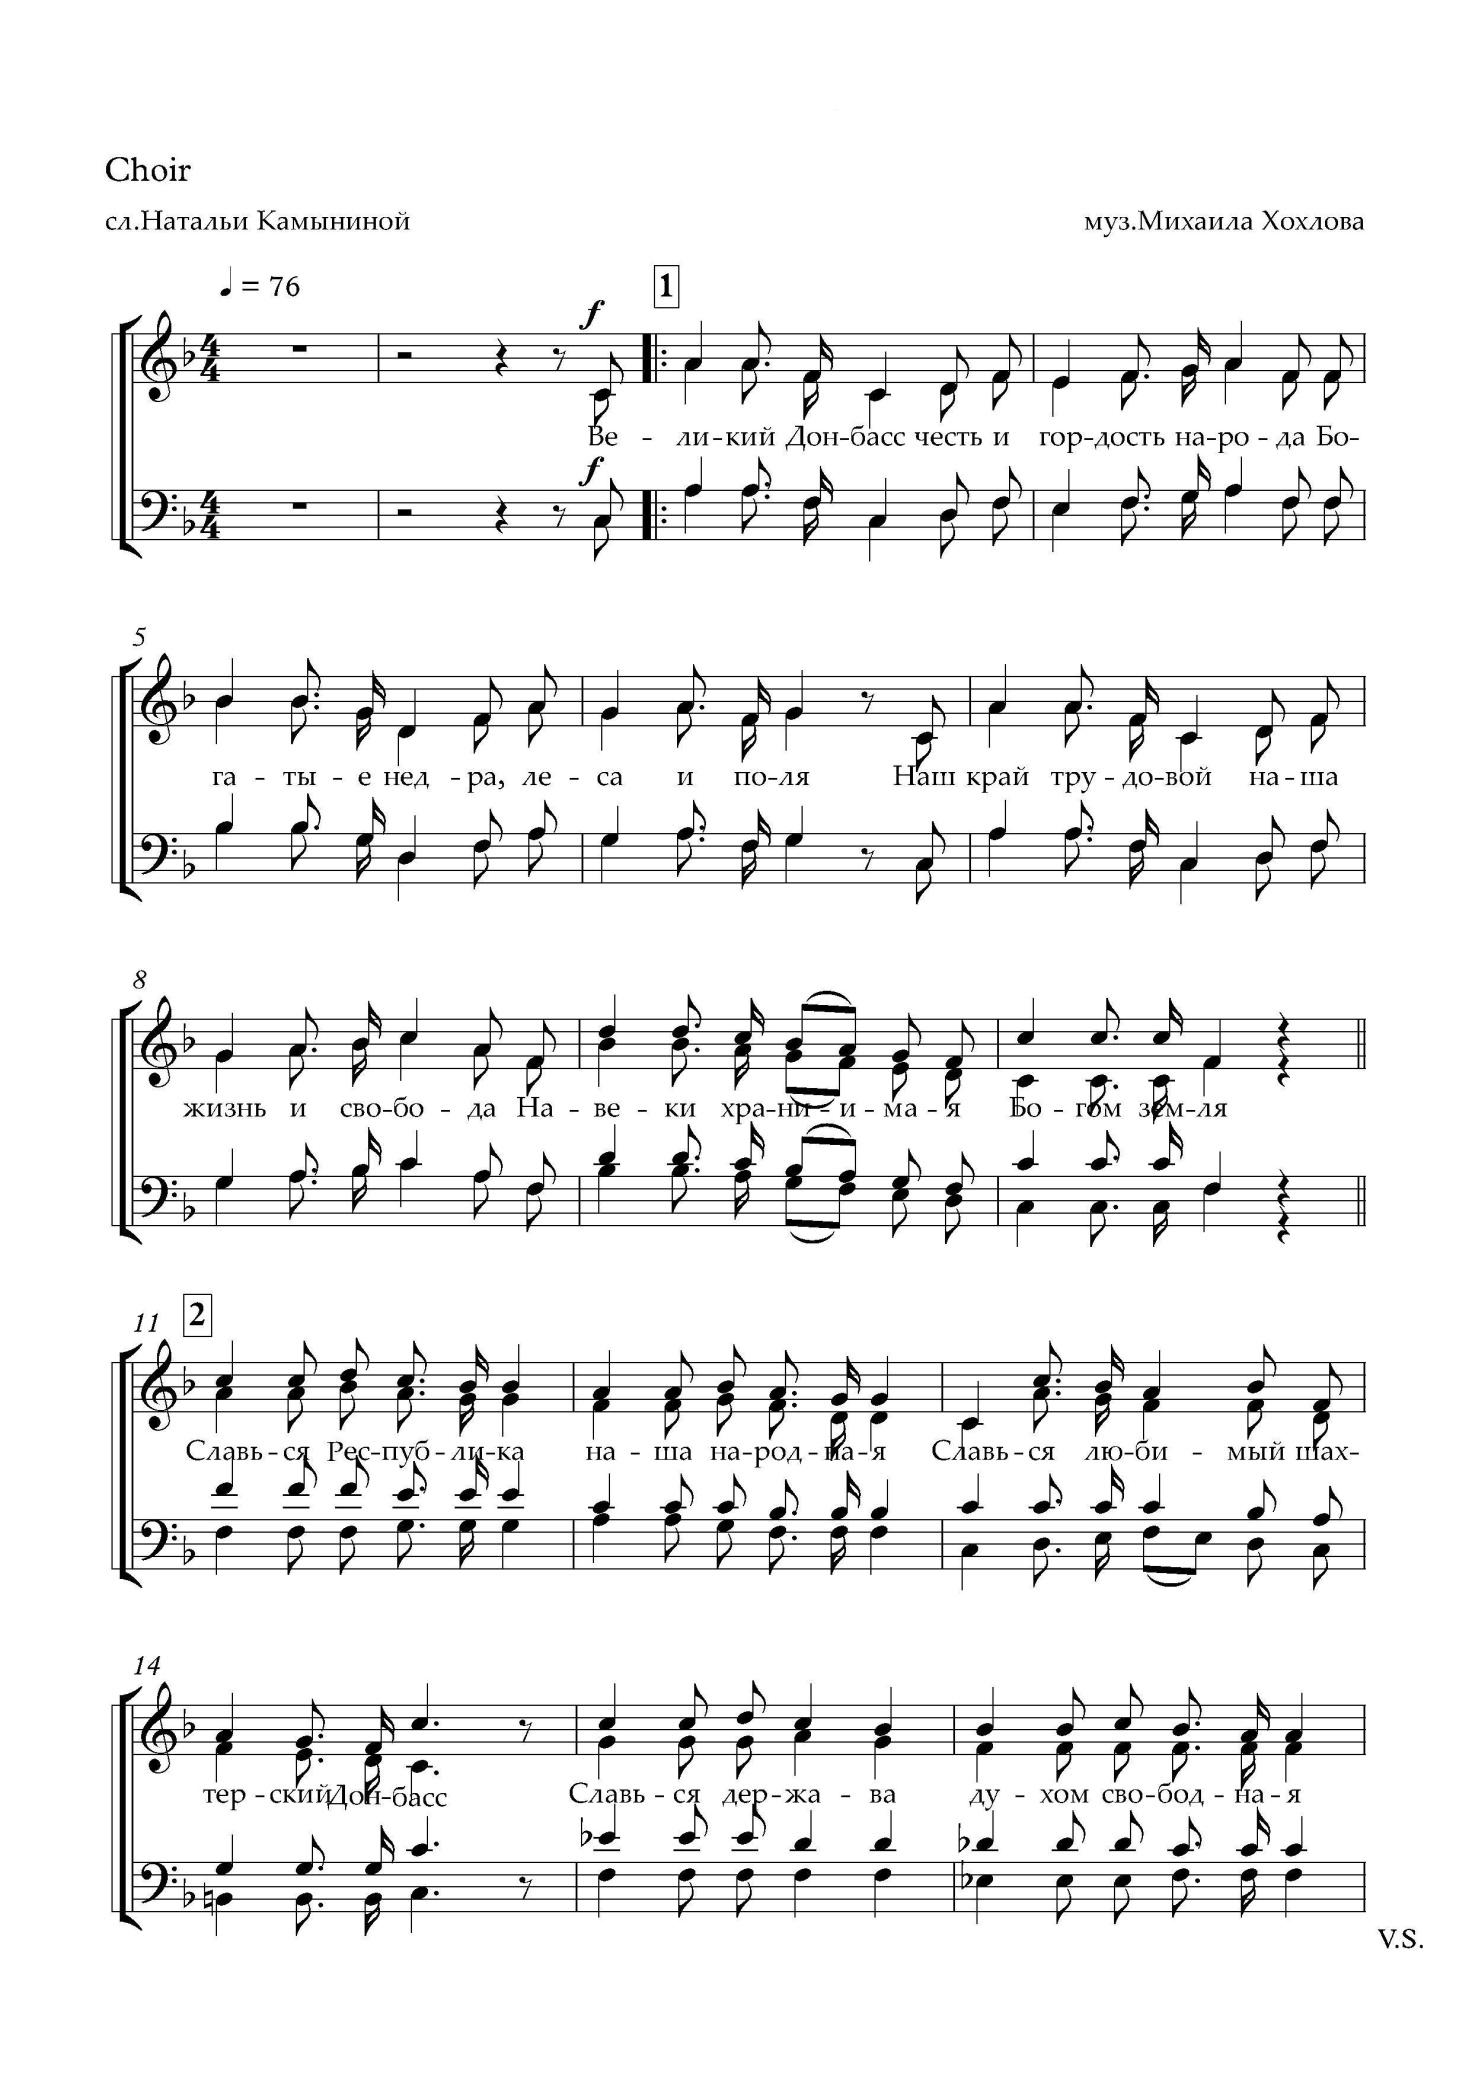 Choir
сл.Натальи Камыниной
муз.Михаила Хохлова
= 76
1
f
Ве - ли-кий Дон-басс честь и гор-дость на-ро - да Бо-
f
5
га - ты - е нед - ра, ле - са и по-ля Наш край тру - до-вой на-ша
8
жизнь и сво-бо - да На - ве - ки хра-ни - и - ма - я Бо - гом зем-ля
11
2
Славь-ся Рес-пуб-ли-ка на - ша на-род-на-я Славь-ся лю-би - мый шах-
14
тер-ский Дон-басс Славь - ся дер-жа - ва ду - хом сво-бод - на - я
V.S.